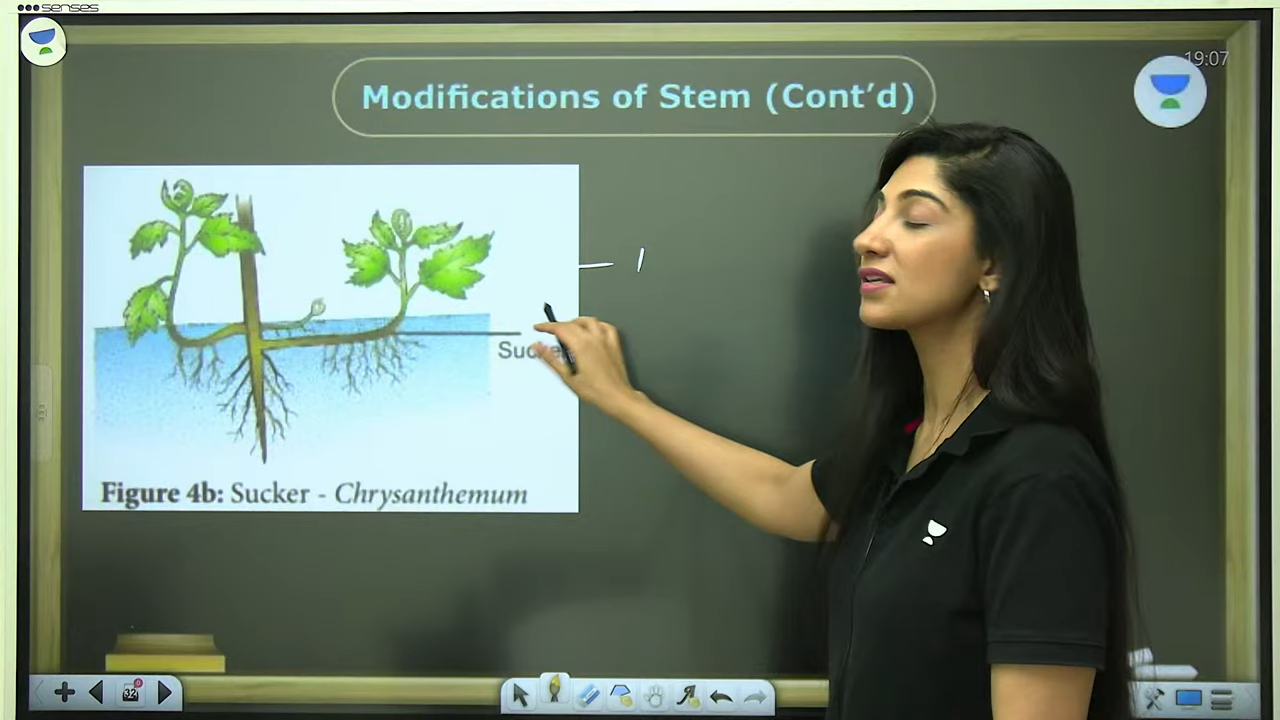 senses
19:07
Modifications of Stem (Cont'd)
Figure 4b: Sucker - Chrysanthemum
32